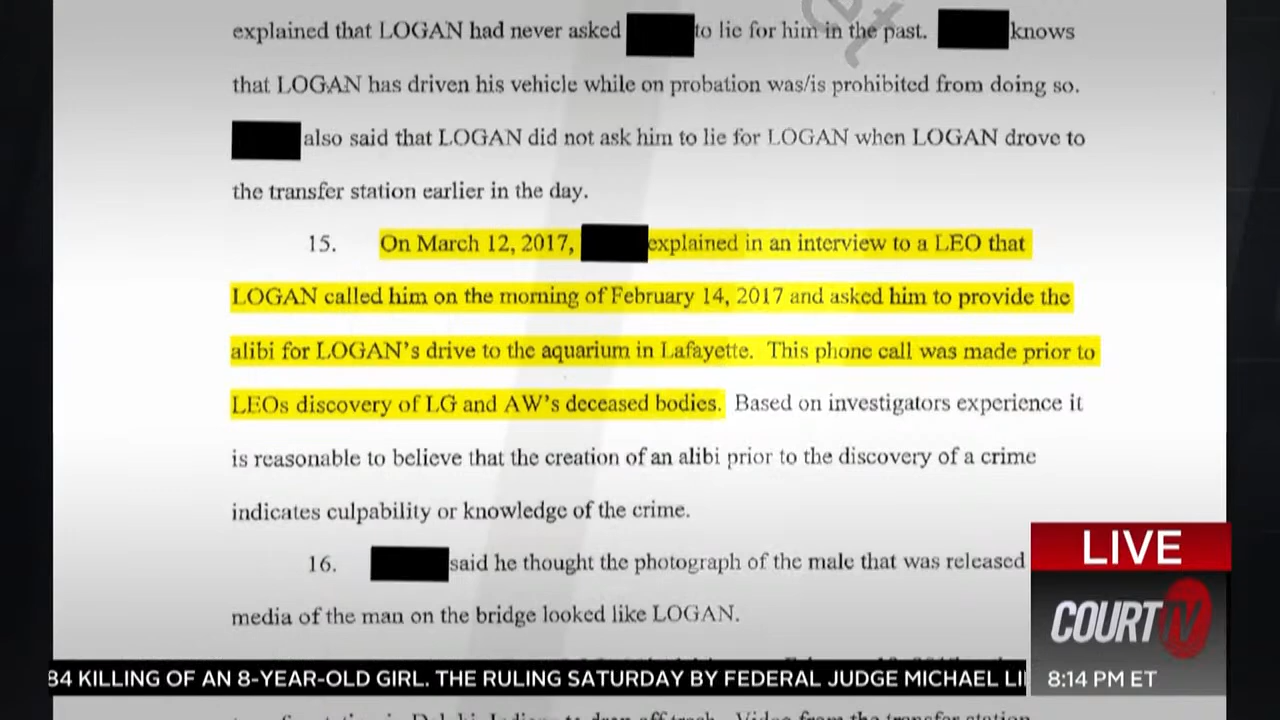 explained that LOGAN had never asked to lie for him in the past. knows
that LOGAN has driven his vehicle while on probation was/is prohibited from doing so.
also said that LOGAN did not ask him to lie for LOGAN when LOGAN drove to
the transfer station earlier in the day.
15. On March 12, 2017, explained in an interview to a LEO that
LOGAN called him on the morning of February 14, 2017 and asked him to provide the
alibi for LOGAN's drive to the aquarium in Lafayette. This phone call was made prior to
LEOs discovery of LG and AW's deceased bodies. Based on investigators experience it
is reasonable to believe that the creation of an alibi prior to the discovery of a crime
indicates culpability or knowledge of the crime.
16. said he thought the photograph of the male that was released
media of the man on the bridge looked like LOGAN.
LIVE
COURT TV
8:14 PM ET
84 KILLING OF AN 8-YEAR-OLD GIRL. THE RULING SATURDAY BY FEDERAL JUDGE MICHAEL LI